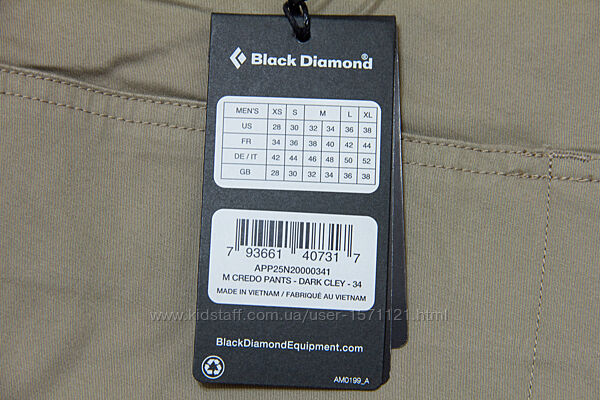 Black Diamond®
MEN'S XS S M L XL
US 28 30 32 34 36 38
FR 34 36 38 40 42 44
DE / IT 42 44 46 48 50 52
GB 28 30 32 34 36 38
7 93661 40731 7
APP25N20000341
M CREDO PANTS - DARK CLEY - 34
MADE IN VIETNAM / FABRIQUÉ AU VIETNAM
www.kidstaff.com.ua/user-1571121.html
BlackDiamondEquipment.com
AM0199_A